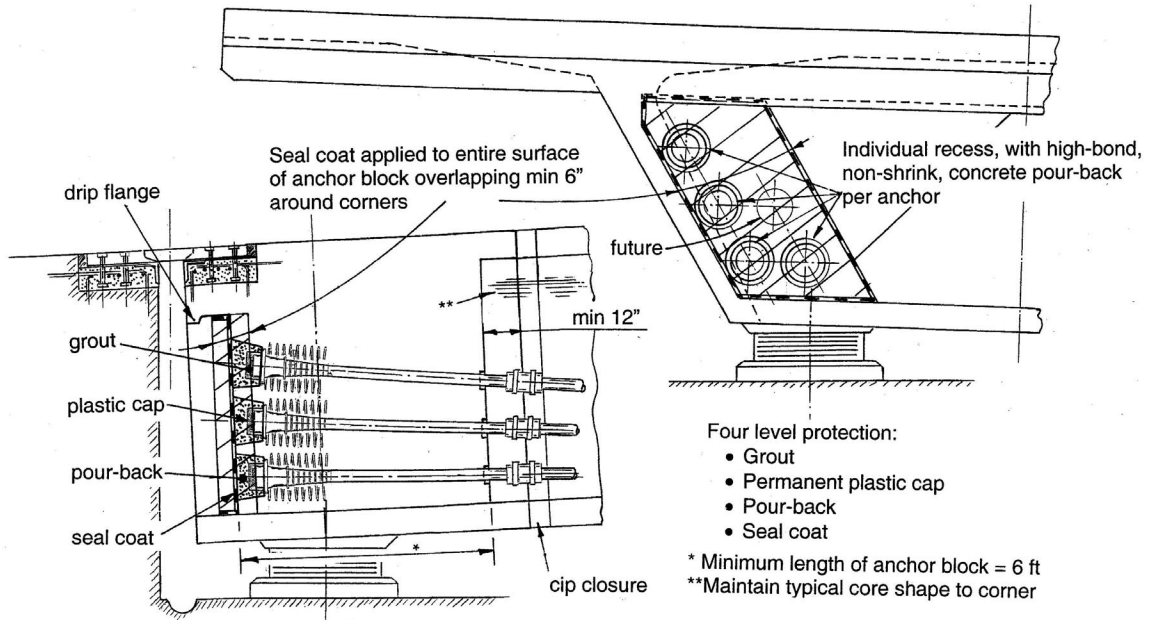 Seal coat applied to entire surface
of anchor block overlapping min 6”
around corners
drip flange
Individual recess, with high-bond,
non-shrink, concrete pour-back
per anchor
future
**
min 12”
grout
plastic cap
pour-back
seal coat
*
cip closure
Four level protection:
• Grout
• Permanent plastic cap
• Pour-back
• Seal coat
* Minimum length of anchor block = 6 ft
**Maintain typical core shape to corner